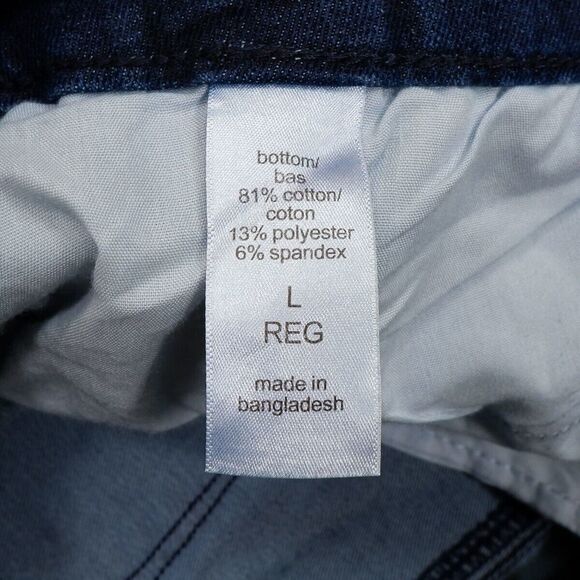 bottom/
bas
81% cotton/
coton
13% polyester
6% spandex
L
REG
made in
bangladesh